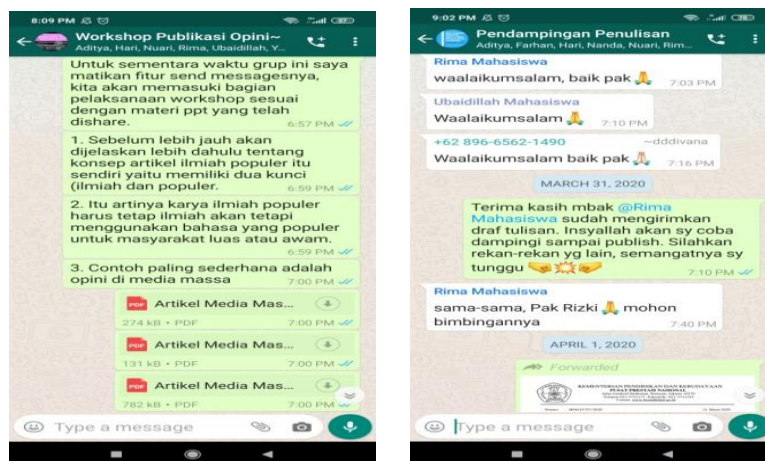 8:09 PM
Workshop Publikasi Opini~
Aditya, Hari, Nuari, Rima, Ubaidillah, Y...
Untuk sementara waktu grup ini saya
matikan fitur send messagesnya,
kita akan memasuki bagian
pelaksanaan workshop sesuai
dengan materi ppt yang telah
dishare.
6:57 PM
1. Sebelum lebih jauh akan
dijelaskan lebih dahulu tentang
konsep artikel ilmiah populer itu
sendiri yaitu memiliki dua kunci
(ilmiah dan populer.
6:59 PM
2. Itu artinya karya ilmiah populer
harus tetap ilmiah akan tetapi
menggunakan bahasa yang populer
untuk masyarakat luas atau awam.
6:59 PM
3. Contoh paling sederhana adalah
opini di media massa
7:00 PM
PDF Artikel Media Mas...
274 kB • PDF 7:00 PM
PDF Artikel Media Mas...
131 kB • PDF 7:00 PM
PDF Artikel Media Mas...
782 kB • PDF 7:00 PM
Type a message
9:02 PM
Pendampingan Penulisan
Aditya, Farhan, Hari, Nanda, Nuari, Rim...
Rima Mahasiswa
waalaikumsalam, baik pak🙏
7:03 PM
Ubaidillah Mahasiswa
Waalaikumsalam🙏
7:10 PM
+62 896-6562-1490 ~dddivana
Waalaikumsalam baik pak🙏
7:16 PM
MARCH 31, 2020
Terima kasih mbak @Rima
Mahasiswa sudah mengirimkan
draf tulisan. Insyallah akan sy coba
dampingi sampai publish. Silahkan
rekan-rekan yg lain, semangatnya sy
tunggu 🤜💥🤛
7:10 PM
Rima Mahasiswa
sama-sama, Pak Rizki🙏 mohon
bimbingannya
7:40 PM
APRIL 1, 2020
Forwarded
KEMENTERIAN PENDIDIKAN DAN KEBUDAYAAN
PUSAT PRESTASI NASIONAL
Type a message